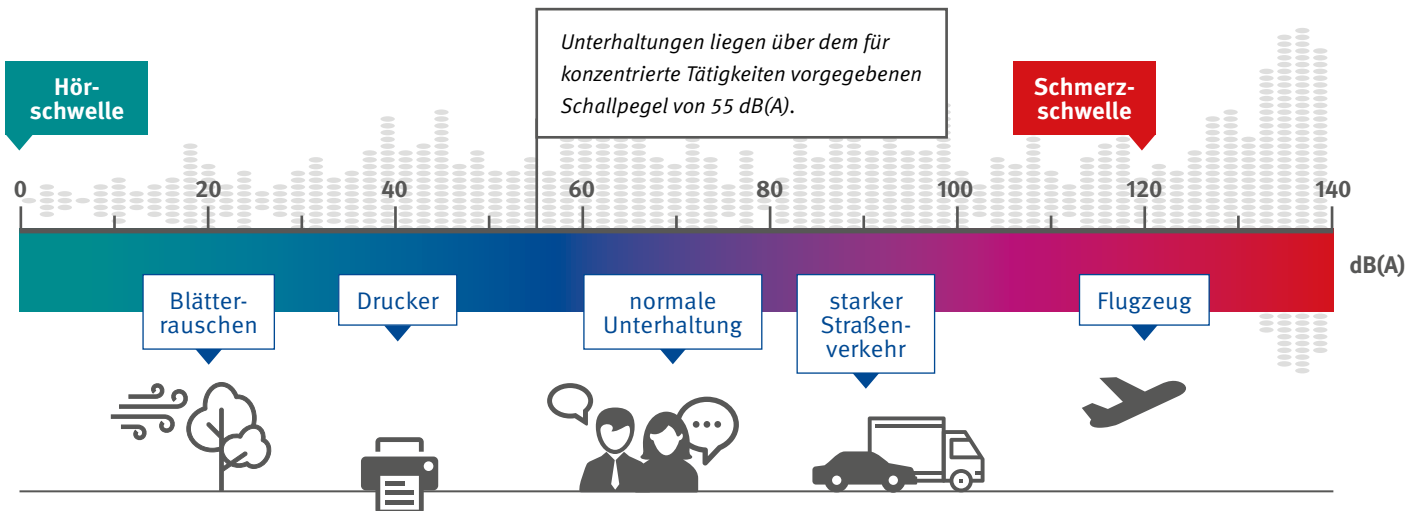 Unterhaltungen liegen über dem für
konzentrierte Tätigkeiten vorgegebenen
Schallpegel von 55 dB(A).
Hör-
schwelle
Schmerz-
schwelle
0 20 40 60 80 100 120 140
dB(A)
Blätter-
rauschen
Drucker
normale
Unterhaltung
starker
Straßen-
verkehr
Flugzeug